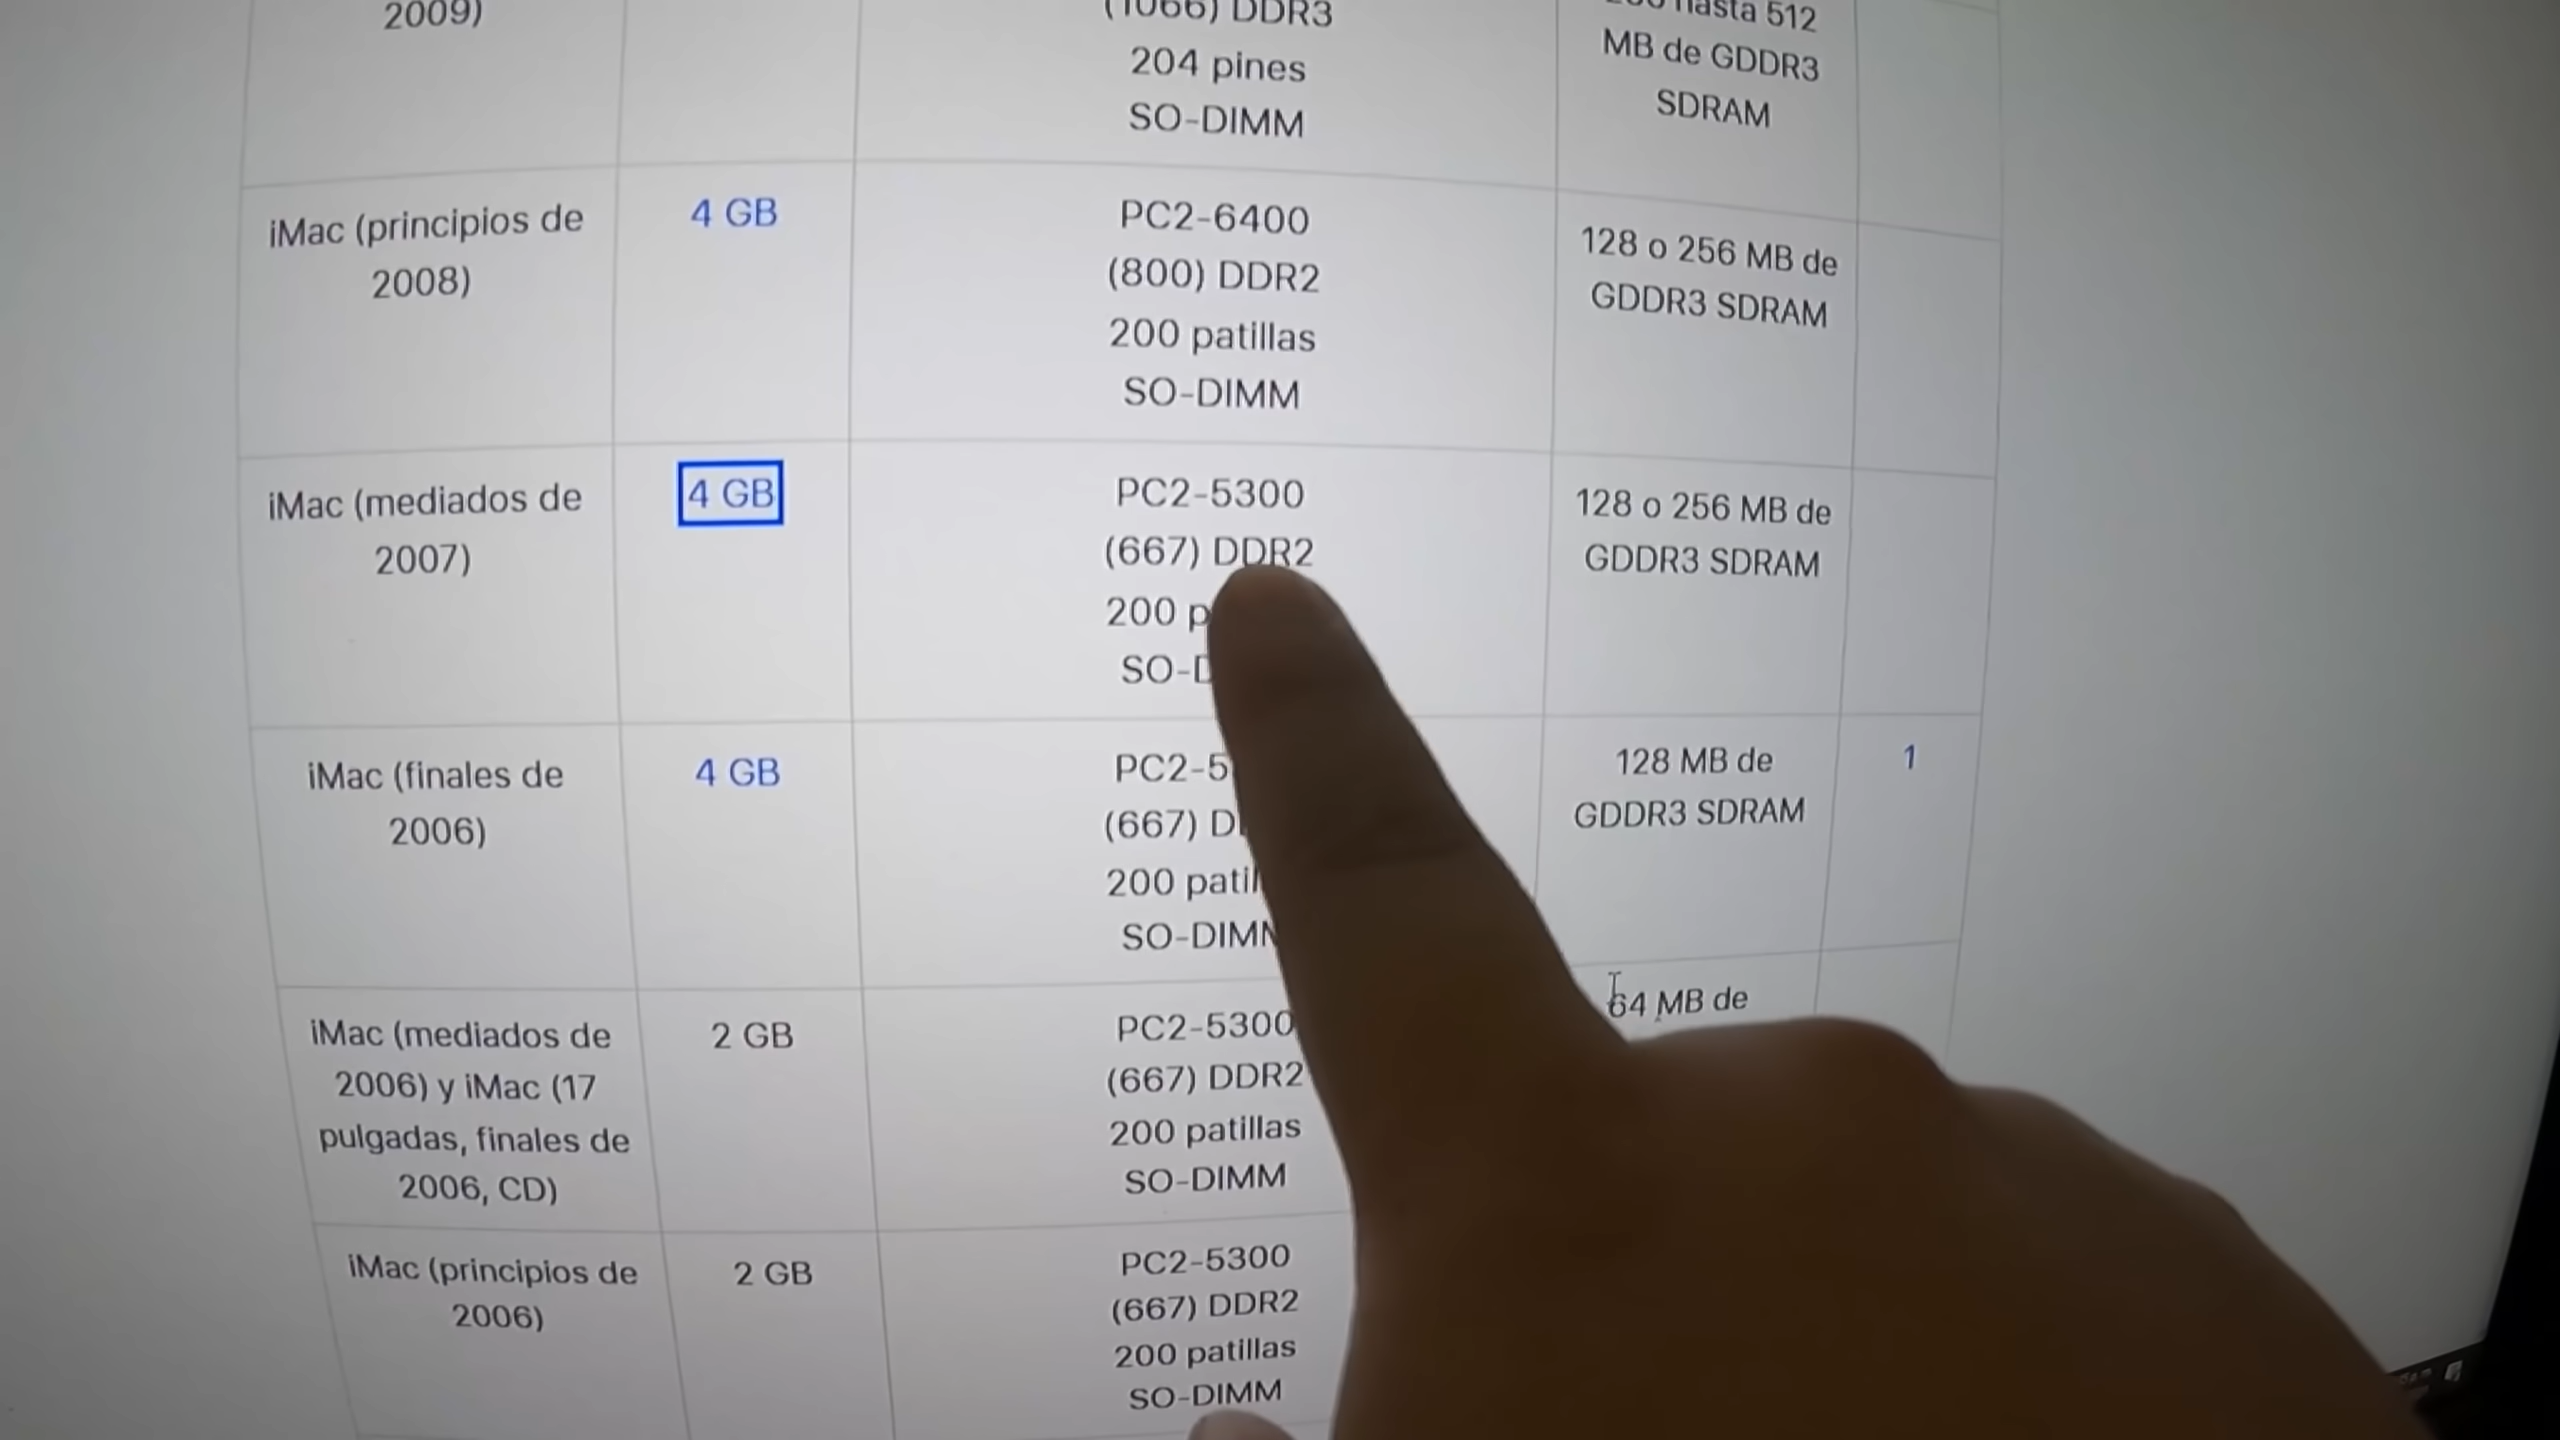 2009)
(1066) DDR3
204 pines
SO-DIMM
hasta 512
MB de GDDR3
SDRAM
iMac (principios de
2008)
4 GB
PC2-6400
(800) DDR2
200 patillas
SO-DIMM
128 o 256 MB de
GDDR3 SDRAM
iMac (mediados de
2007)
4 GB
PC2-5300
(667) DDR2
200
128 o 256 MB de
GDDR3 SDRAM
iMac (finales de
2006)
4 GB
(667)
200
128 MB de
GDDR3 SDRAM
1
iMac (mediados de
2006) y iMac (17
pulgadas, finales de
2006, CD)
2 GB
PC2-5300
(667) DDR2
200 patillas
SO-DIMM
64 MB de
iMac (principios de
2006)
2 GB
PC2-5300
(667) DDR2
200 patillas
SO-DIMM